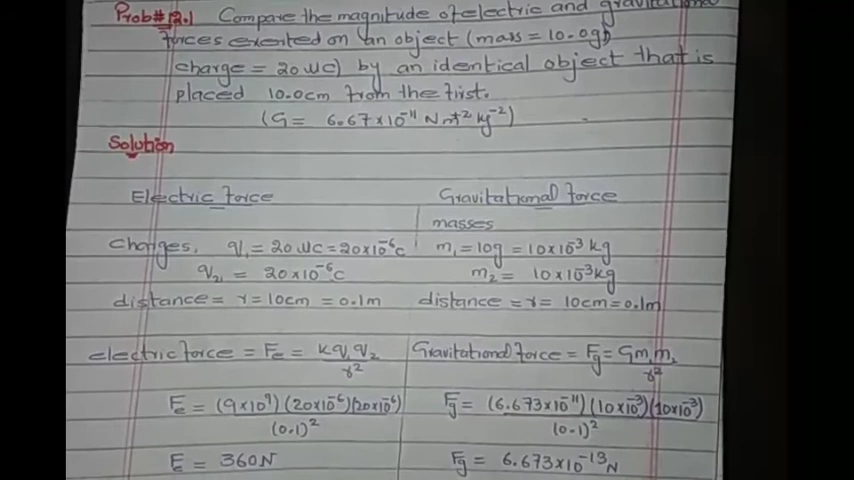 Prob#12.1 Compare the magnitude of electric and gravitational
forces exerted on an object (mass = 10.0g,
charge = 20 μC) by an identical object that is
placed 10.0cm from the first.
(G = 6.67×10⁻¹¹ Nm⁺² kg⁻²)
Solution
Electric Force Gravitational force
masses
Charges, q₁ = 20 μC = 20×10⁻⁶C m₁ = 10g = 10×10⁻³ kg
q₂ = 20×10⁻⁶C m₂ = 10×10⁻³kg
distance = r = 10cm = 0.1m distance = r = 10cm = 0.1m
electric force = Fe = kq₁q₂/r² Gravitational force = Fg = Gm₁m₂/r²
Fe = (9×10⁹)(20×10⁻⁶)(20×10⁻⁶)/(0.1)² Fg = (6.673×10⁻¹¹)(10×10⁻³)(10×10⁻³)/(0.1)²
E = 360N Fg = 6.673×10⁻¹³N